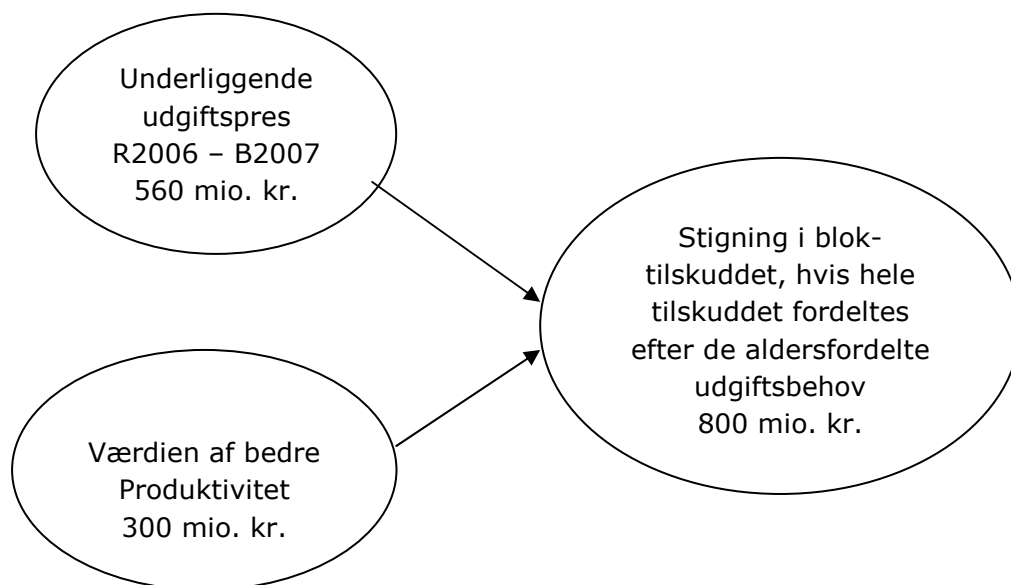 Underliggende
udgiftspres
R2006 – B2007
560 mio. kr.
Værdien af bedre
Produktivitet
300 mio. kr.
Stigning i blok-
tilskuddet, hvis hele
tilskuddet fordeltes
efter de aldersfordelte
udgiftsbehov
800 mio. kr.